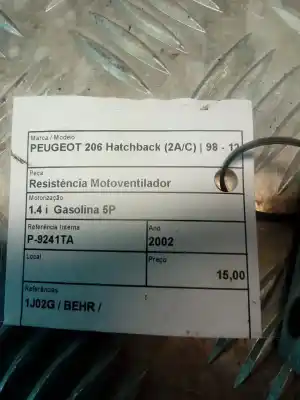 Marca / Modelo
PEUGEOT 206 Hatchback (2A/C) | 98 - 12
Peça
Resistência Motoventilador
Motorização
1.4 i Gasolina 5P
Referência Interna
P-9241TA
Ano
2002
Local
Preço
15,00
Referências
1J02G / BEHR /